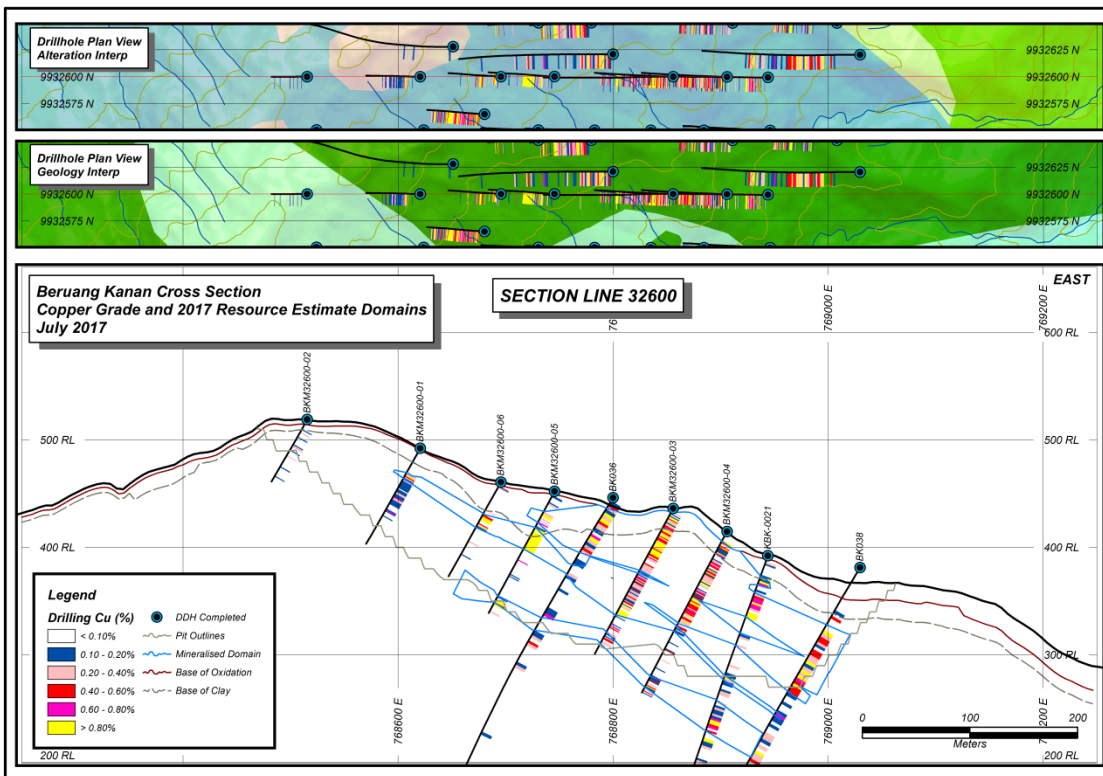 Drillhole Plan View
Alteration Interp
9932625 N
9932600 N
9932600 N
9932575 N
9932575 N
Drillhole Plan View
Geology Interp
9932625 N
9932600 N
9932600 N
9932575 N
9932575 N
Beruang Kanan Cross Section
Copper Grade and 2017 Resource Estimate Domains
July 2017
SECTION LINE 32600
EAST
769000 E
769200 E
600 RL
500 RL
500 RL
400 RL
400 RL
300 RL
200 RL
200 RL
BKM32600-02
BKM32600-01
BKM32600-06
BKM32600-05
BK036
BKM32600-03
BKM32600-04
KBK-0021
BK038
768600 E
768800 E
769000 E
769200 E
Legend
Drilling Cu (%)
< 0.10%
0.10 - 0.20%
0.20 - 0.40%
0.40 - 0.60%
0.60 - 0.80%
> 0.80%
DDH Completed
Pit Outlines
Mineralised Domain
Base of Oxidation
Base of Clay
0 100 200
Meters